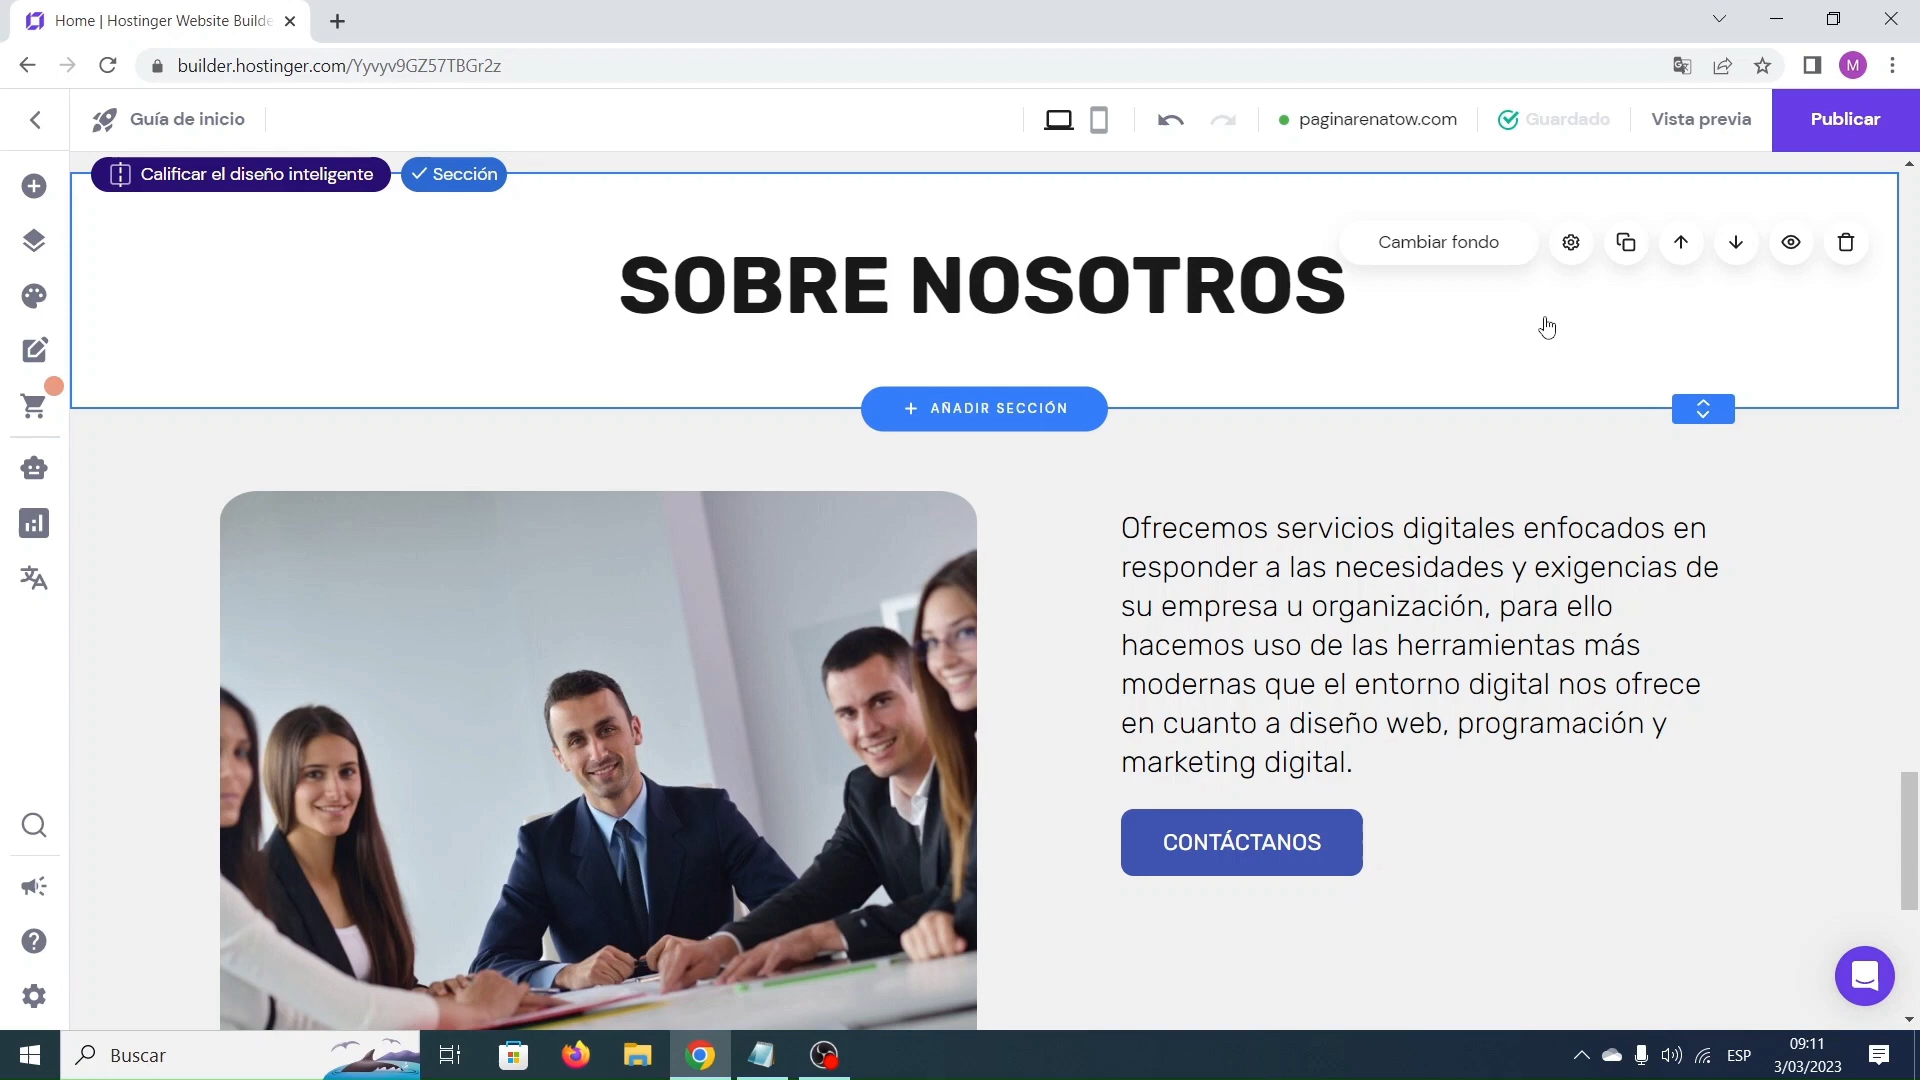 Home | Hostinger Website Builde
builder.hostinger.com/Yyvyv9GZ57TBGr2z
M
Guía de inicio
paginarenatow.com
Guardado
Vista previa
Publicar
Calificar el diseño inteligente
Sección
Cambiar fondo
SOBRE NOSOTROS
+ AÑADIR SECCIÓN
Ofrecemos servicios digitales enfocados en
responder a las necesidades y exigencias de
su empresa u organización, para ello
hacemos uso de las herramientas más
modernas que el entorno digital nos ofrece
en cuanto a diseño web, programación y
marketing digital.
CONTÁCTANOS
Buscar
ESP
09:11
3/03/2023